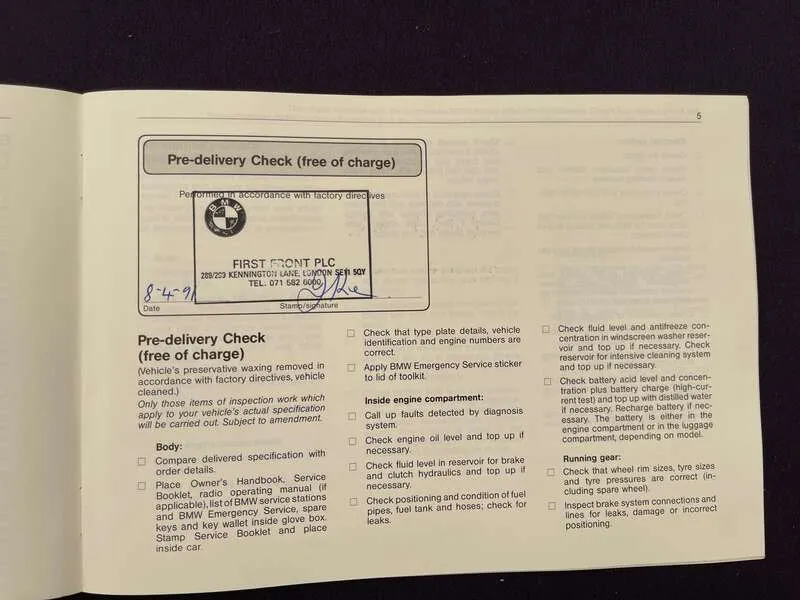 5
Pre-delivery Check (free of charge)
Performed in accordance with factory directives
BMW
FIRST FRONT PLC
289/293 KENNINGTON LANE, LONDON SE11 5QY
TEL. 071 582 6000
8-4-91
Date
Stamp/signature
Pre-delivery Check
(free of charge)
(Vehicle's preservative waxing removed in
accordance with factory directives, vehicle
cleaned.)
Only those items of inspection work which
apply to your vehicle's actual specification
will be carried out. Subject to amendment.
Body:
Compare delivered specification with
order details.
Place Owner's Handbook, Service
Booklet, radio operating manual (if
applicable), list of BMW service stations
and BMW Emergency Service, spare
keys and key wallet inside glove box.
Stamp Service Booklet and place
inside car.
Check that type plate details, vehicle
identification and engine numbers are
correct.
Apply BMW Emergency Service sticker
to lid of toolkit.
Inside engine compartment:
Call up faults detected by diagnosis
system.
Check engine oil level and top up if
necessary.
Check fluid level in reservoir for brake
and clutch hydraulics and top up if
necessary.
Check positioning and condition of fuel
pipes, fuel tank and hoses; check for
leaks.
Check fluid level and antifreeze con-
centration in windscreen washer reser-
voir and top up if necessary. Check
reservoir for intensive cleaning system
and top up if necessary.
Check battery acid level and concen-
tration plus battery charge (high-cur-
rent test) and top up with distilled water
if necessary. Recharge battery if nec-
essary. The battery is either in the
engine compartment or in the luggage
compartment, depending on model.
Running gear:
Check that wheel rim sizes, tyre sizes
and tyre pressures are correct (in-
cluding spare wheel).
Inspect brake system connections and
lines for leaks, damage or incorrect
positioning.